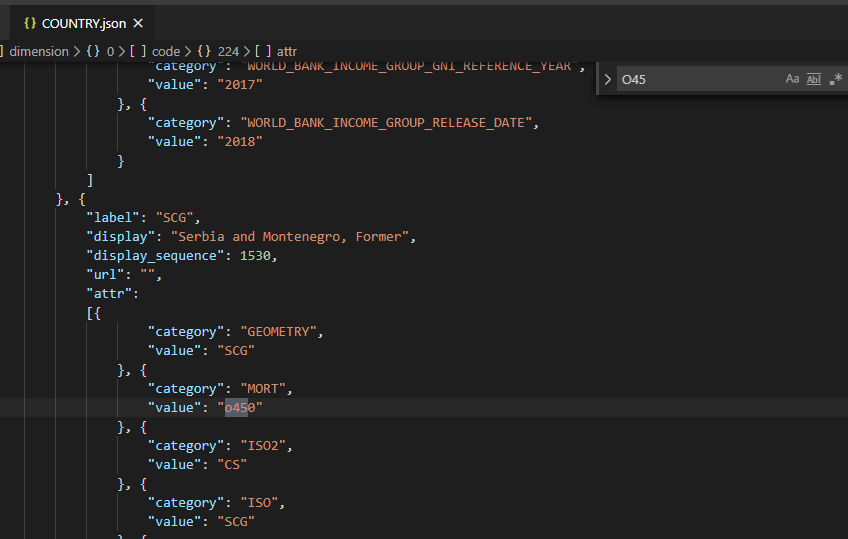 {} COUNTRY.json ×
] dimension > {} 0 > [ ] code > {} 224 > [ ] attr
"category": "WORLD_BANK_INCOME_GROUP_GNI_REFERENCE_YEAR",
O45
Aa Abl .*
"value": "2017"
}, {
"category": "WORLD_BANK_INCOME_GROUP_RELEASE_DATE",
"value": "2018"
}
]
}, {
"label": "SCG",
"display": "Serbia and Montenegro, Former",
"display_sequence": 1530,
"url": "",
"attr":
[{
"category": "GEOMETRY",
"value": "SCG"
}, {
"category": "MORT",
"value": "o450"
}, {
"category": "ISO2",
"value": "CS"
}, {
"category": "ISO",
"value": "SCG"
}, {